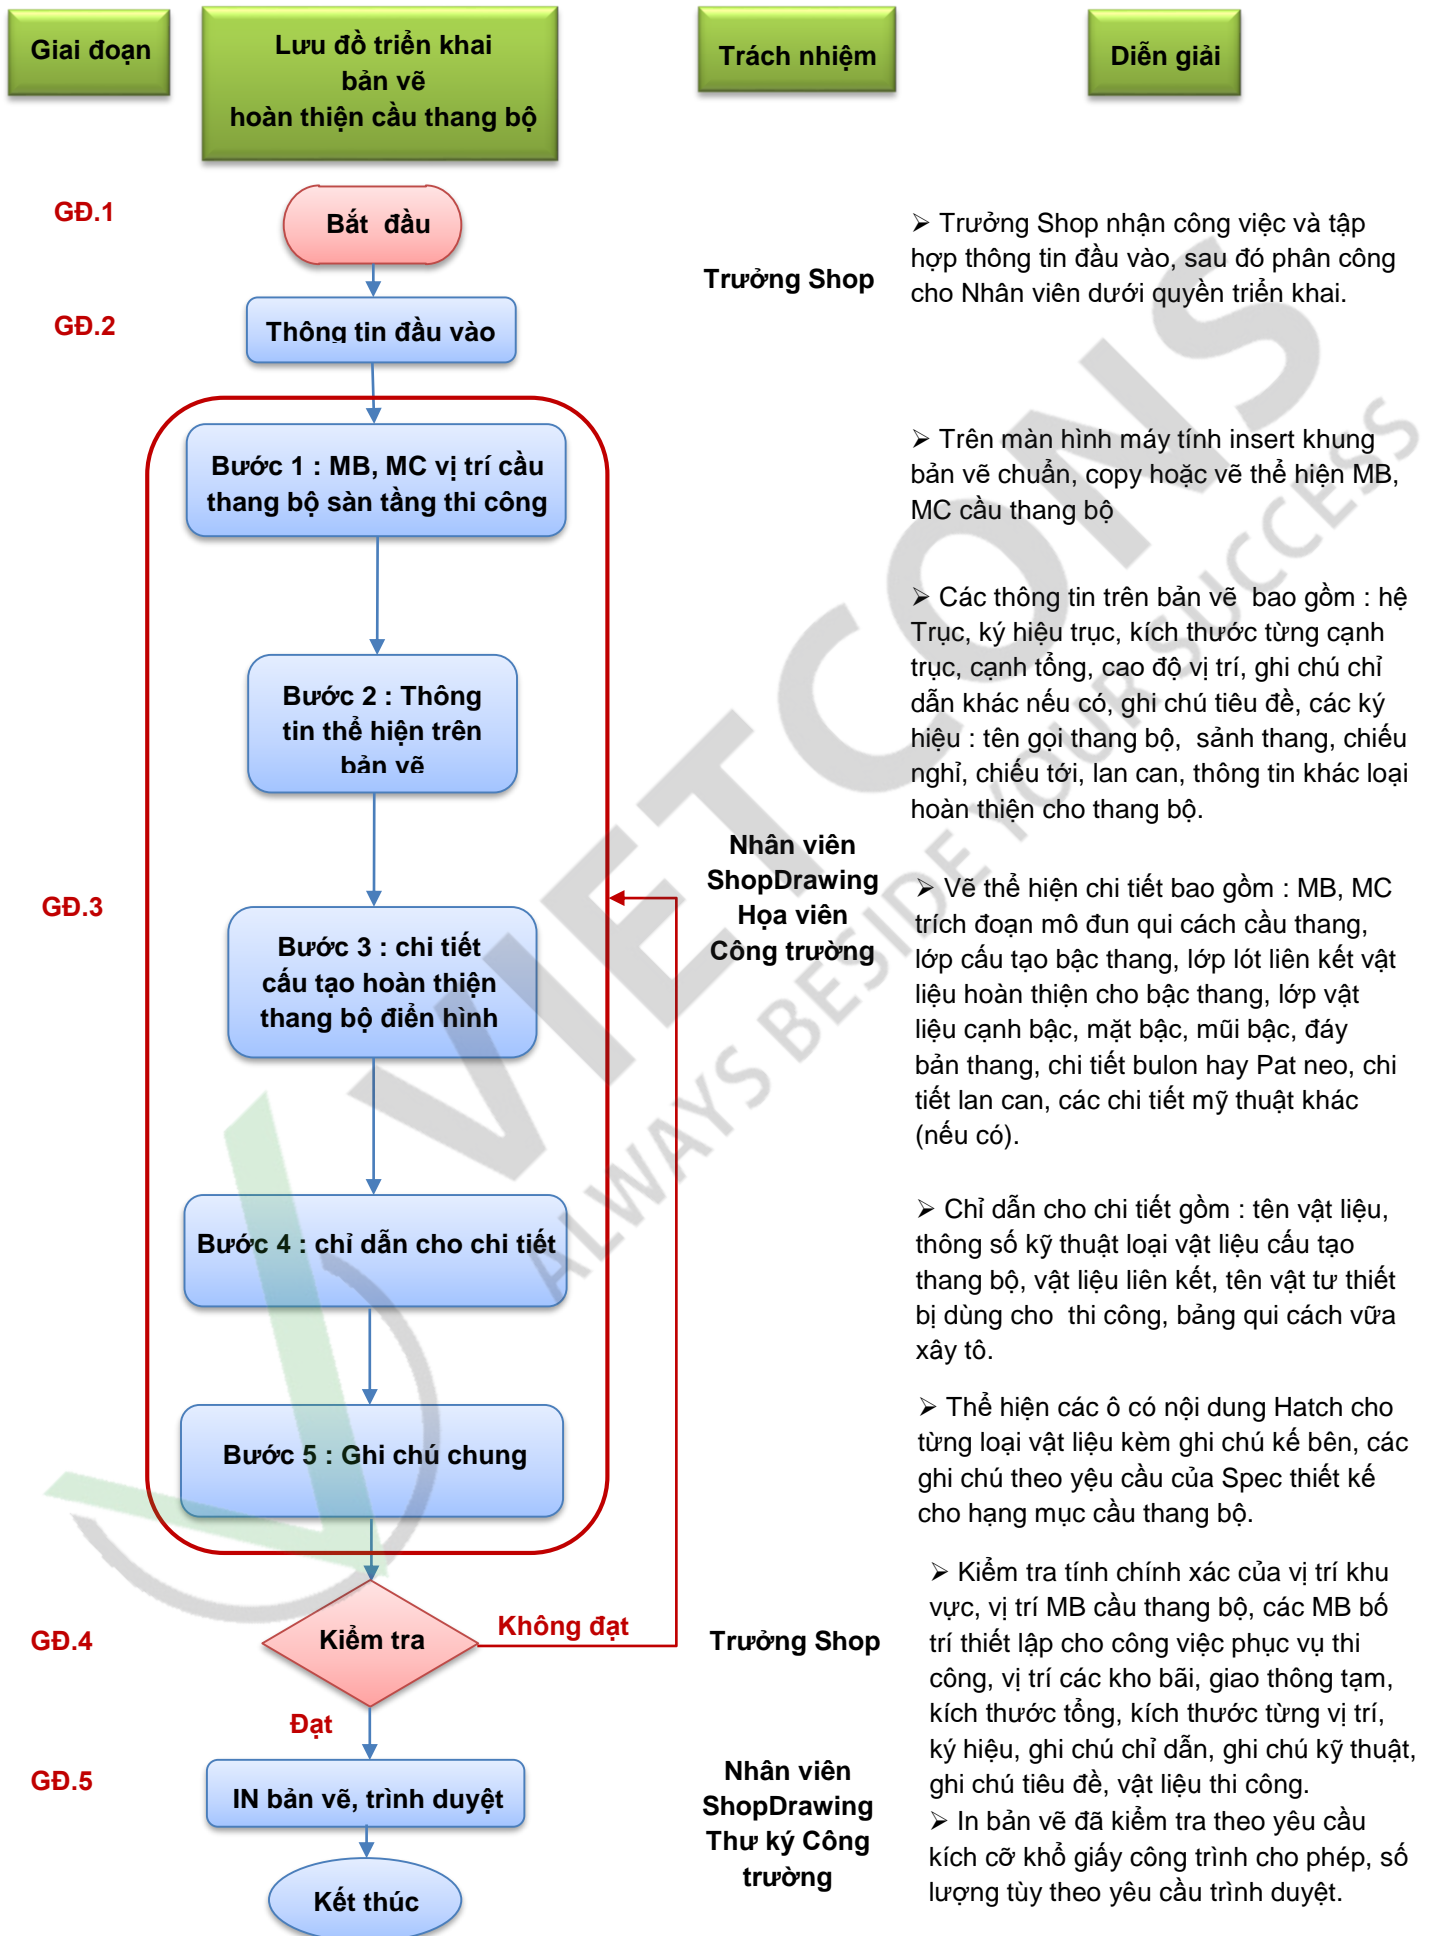 Giai đoạn
Lưu đồ triển khai
bản vẽ
hoàn thiện cầu thang bộ
Trách nhiệm
Diễn giải
GĐ.1
Bắt đầu
Trưởng Shop
➢ Trưởng Shop nhận công việc và tập
hợp thông tin đầu vào, sau đó phân công
cho Nhân viên dưới quyền triển khai.
GĐ.2
Thông tin đầu vào
Bước 1 : MB, MC vị trí cầu
thang bộ sàn tầng thi công
➢ Trên màn hình máy tính insert khung
bản vẽ chuẩn, copy hoặc vẽ thể hiện MB,
MC cầu thang bộ
Bước 2 : Thông
tin thể hiện trên
bản vẽ
➢ Các thông tin trên bản vẽ bao gồm : hệ
Trục, ký hiệu trục, kích thước từng cạnh
trục, cạnh tổng, cao độ vị trí, ghi chú chỉ
dẫn khác nếu có, ghi chú tiêu đề, các ký
hiệu : tên gọi thang bộ, sảnh thang, chiếu
nghỉ, chiếu tới, lan can, thông tin khác loại
hoàn thiện cho thang bộ.
GĐ.3
Nhân viên
ShopDrawing
Họa viên
Công trường
Bước 3 : chi tiết
cấu tạo hoàn thiện
thang bộ điển hình
➢ Vẽ thể hiện chi tiết bao gồm : MB, MC
trích đoạn mô đun qui cách cầu thang,
lớp cấu tạo bậc thang, lớp lót liên kết vật
liệu hoàn thiện cho bậc thang, lớp vật
liệu cạnh bậc, mặt bậc, mũi bậc, đáy
bản thang, chi tiết bulon hay Pat neo, chi
tiết lan can, các chi tiết mỹ thuật khác
(nếu có).
Bước 4 : chỉ dẫn cho chi tiết
➢ Chỉ dẫn cho chi tiết gồm : tên vật liệu,
thông số kỹ thuật loại vật liệu cấu tạo
thang bộ, vật liệu liên kết, tên vật tư thiết
bị dùng cho thi công, bảng qui cách vữa
xây tô.
Bước 5 : Ghi chú chung
➢ Thể hiện các ô có nội dung Hatch cho
từng loại vật liệu kèm ghi chú kế bên, các
ghi chú theo yệu cầu của Spec thiết kế
cho hạng mục cầu thang bộ.
GĐ.4
Kiểm tra
Không đạt
Đạt
Trưởng Shop
➢ Kiểm tra tính chính xác của vị trí khu
vực, vị trí MB cầu thang bộ, các MB bố
trí thiết lập cho công việc phục vụ thi
công, vị trí các kho bãi, giao thông tạm,
kích thước tổng, kích thước từng vị trí,
ký hiệu, ghi chú chỉ dẫn, ghi chú kỹ thuật,
ghi chú tiêu đề, vật liệu thi công.
GĐ.5
IN bản vẽ, trình duyệt
Nhân viên
ShopDrawing
Thư ký Công
trường
➢ In bản vẽ đã kiểm tra theo yêu cầu
kích cỡ khổ giấy công trình cho phép, số
lượng tùy theo yêu cầu trình duyệt.
Kết thúc
VIETCONS
ALWAYS BESIDE YOUR SUCCESS